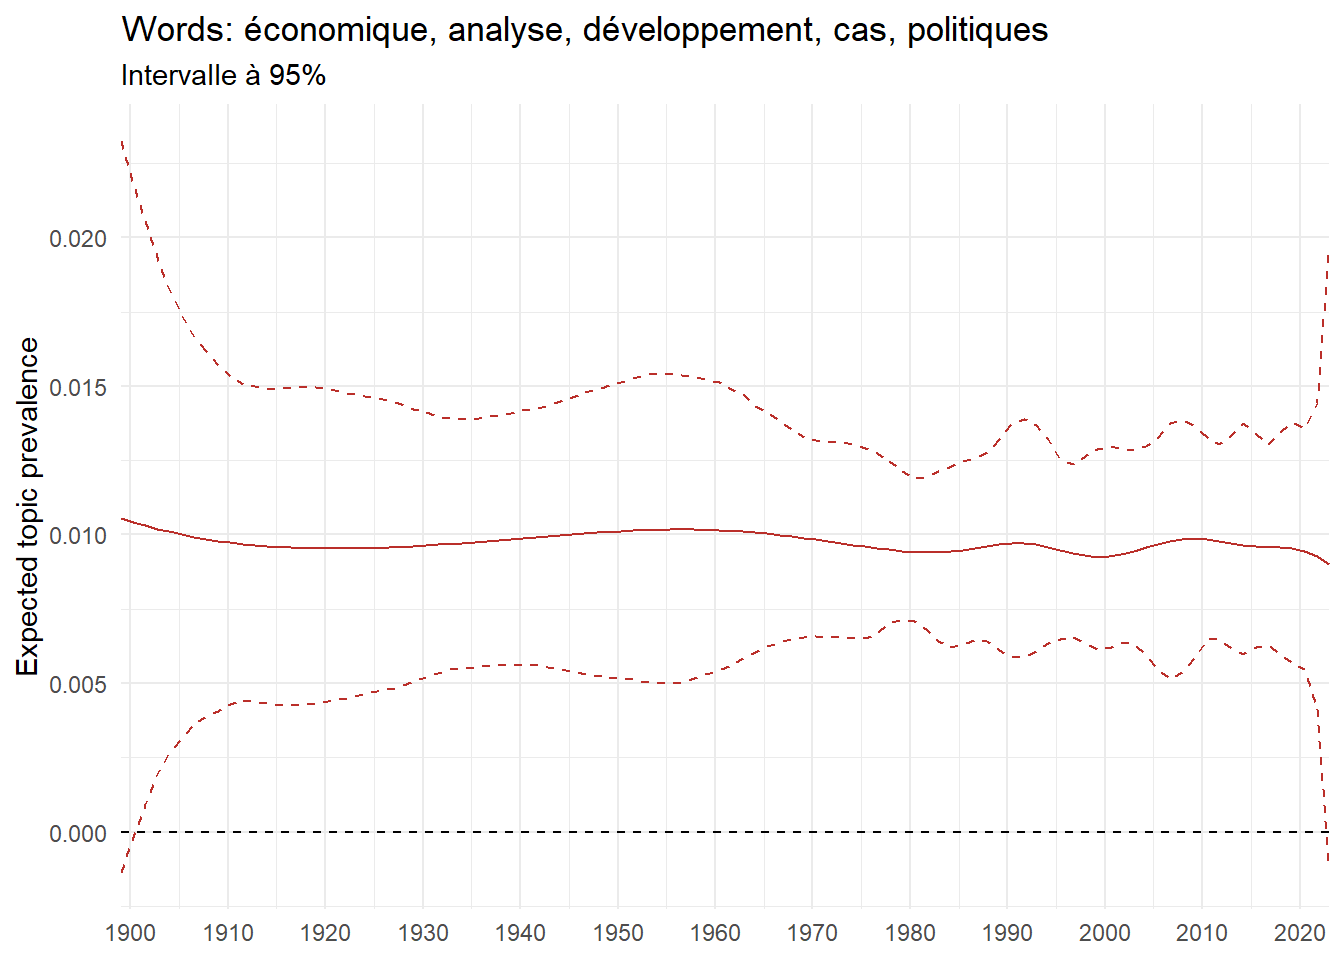 Words: économique, analyse, développement, cas, politiques
Intervalle à 95%
Expected topic prevalence
0.020
0.015
0.010
0.005
0.000
1900 1910 1920 1930 1940 1950 1960 1970 1980 1990 2000 2010 2020